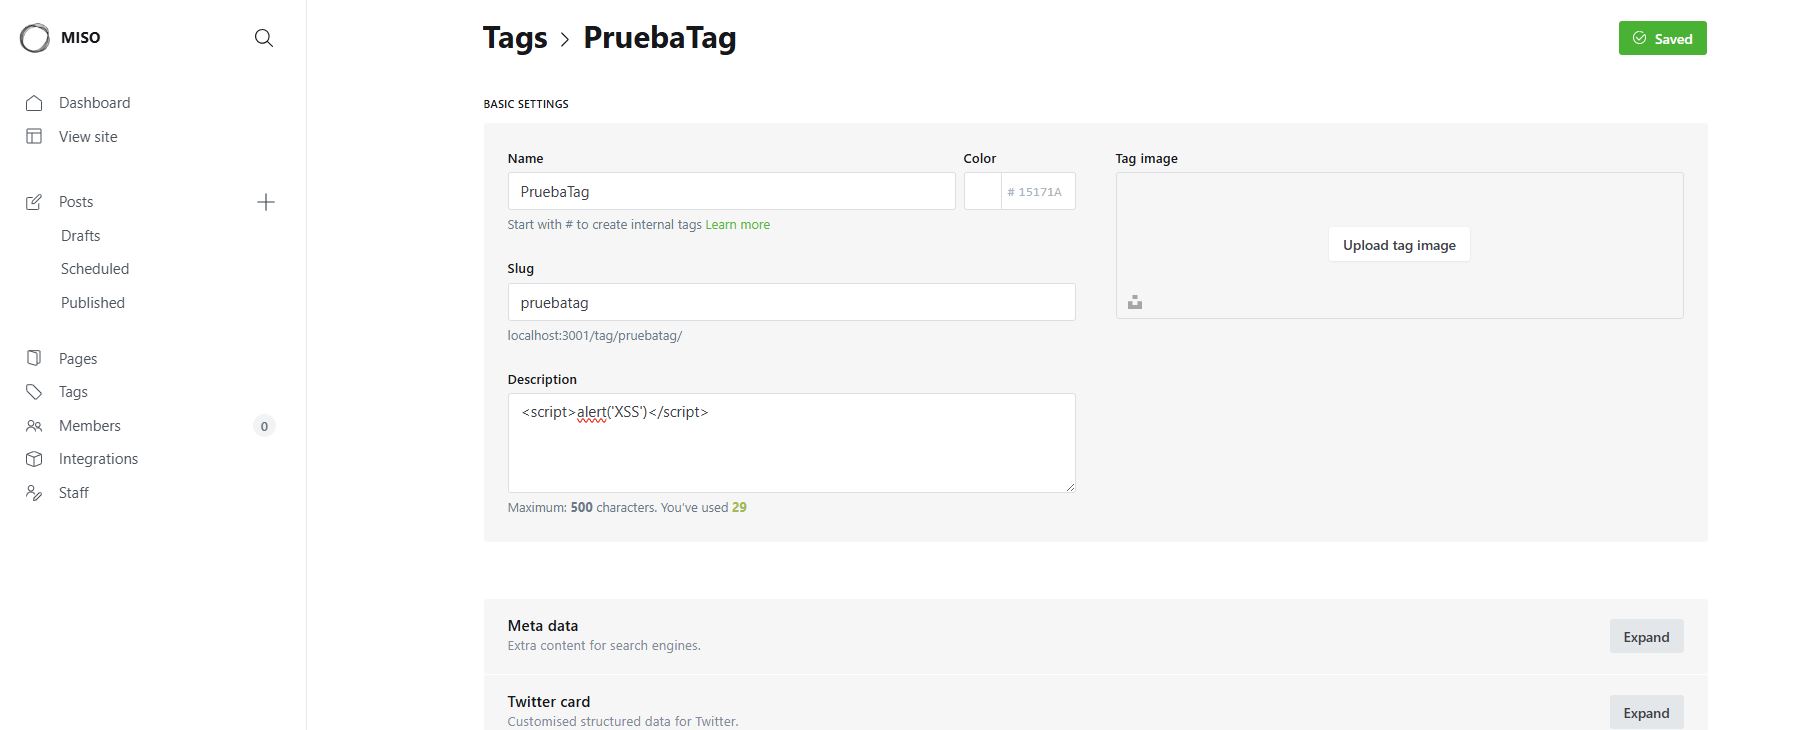 MISO
Dashboard
View site
Posts
Drafts
Scheduled
Published
Pages
Tags
Members 0
Integrations
Staff
Tags > PruebaTag
Saved
BASIC SETTINGS
Name
PruebaTag
Color
# 15171A
Start with # to create internal tags Learn more
Slug
pruebatag
localhost:3001/tag/pruebatag/
Description
<script>alert('XSS')</script>
Maximum: 500 characters. You've used 29
Tag image
Upload tag image
Meta data
Extra content for search engines.
Expand
Twitter card
Customised structured data for Twitter.
Expand